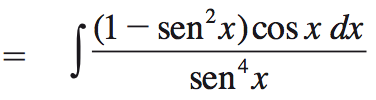 = ∫ (1 − sen²x) cos x dx / sen⁴x